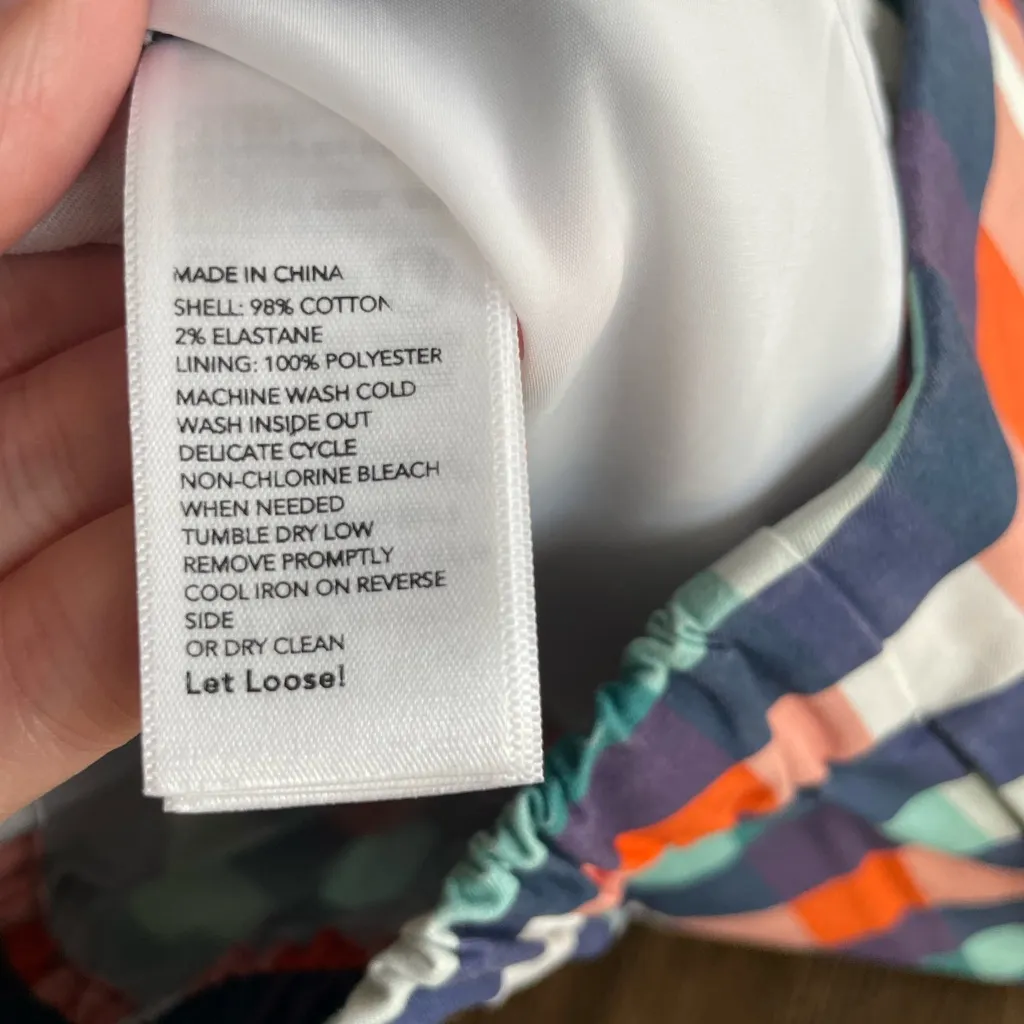 MADE IN CHINA
SHELL: 98% COTTON
2% ELASTANE
LINING: 100% POLYESTER
MACHINE WASH COLD
WASH INSIDE OUT
DELICATE CYCLE
NON-CHLORINE BLEACH
WHEN NEEDED
TUMBLE DRY LOW
REMOVE PROMPTLY
COOL IRON ON REVERSE
SIDE
OR DRY CLEAN
Let Loose!